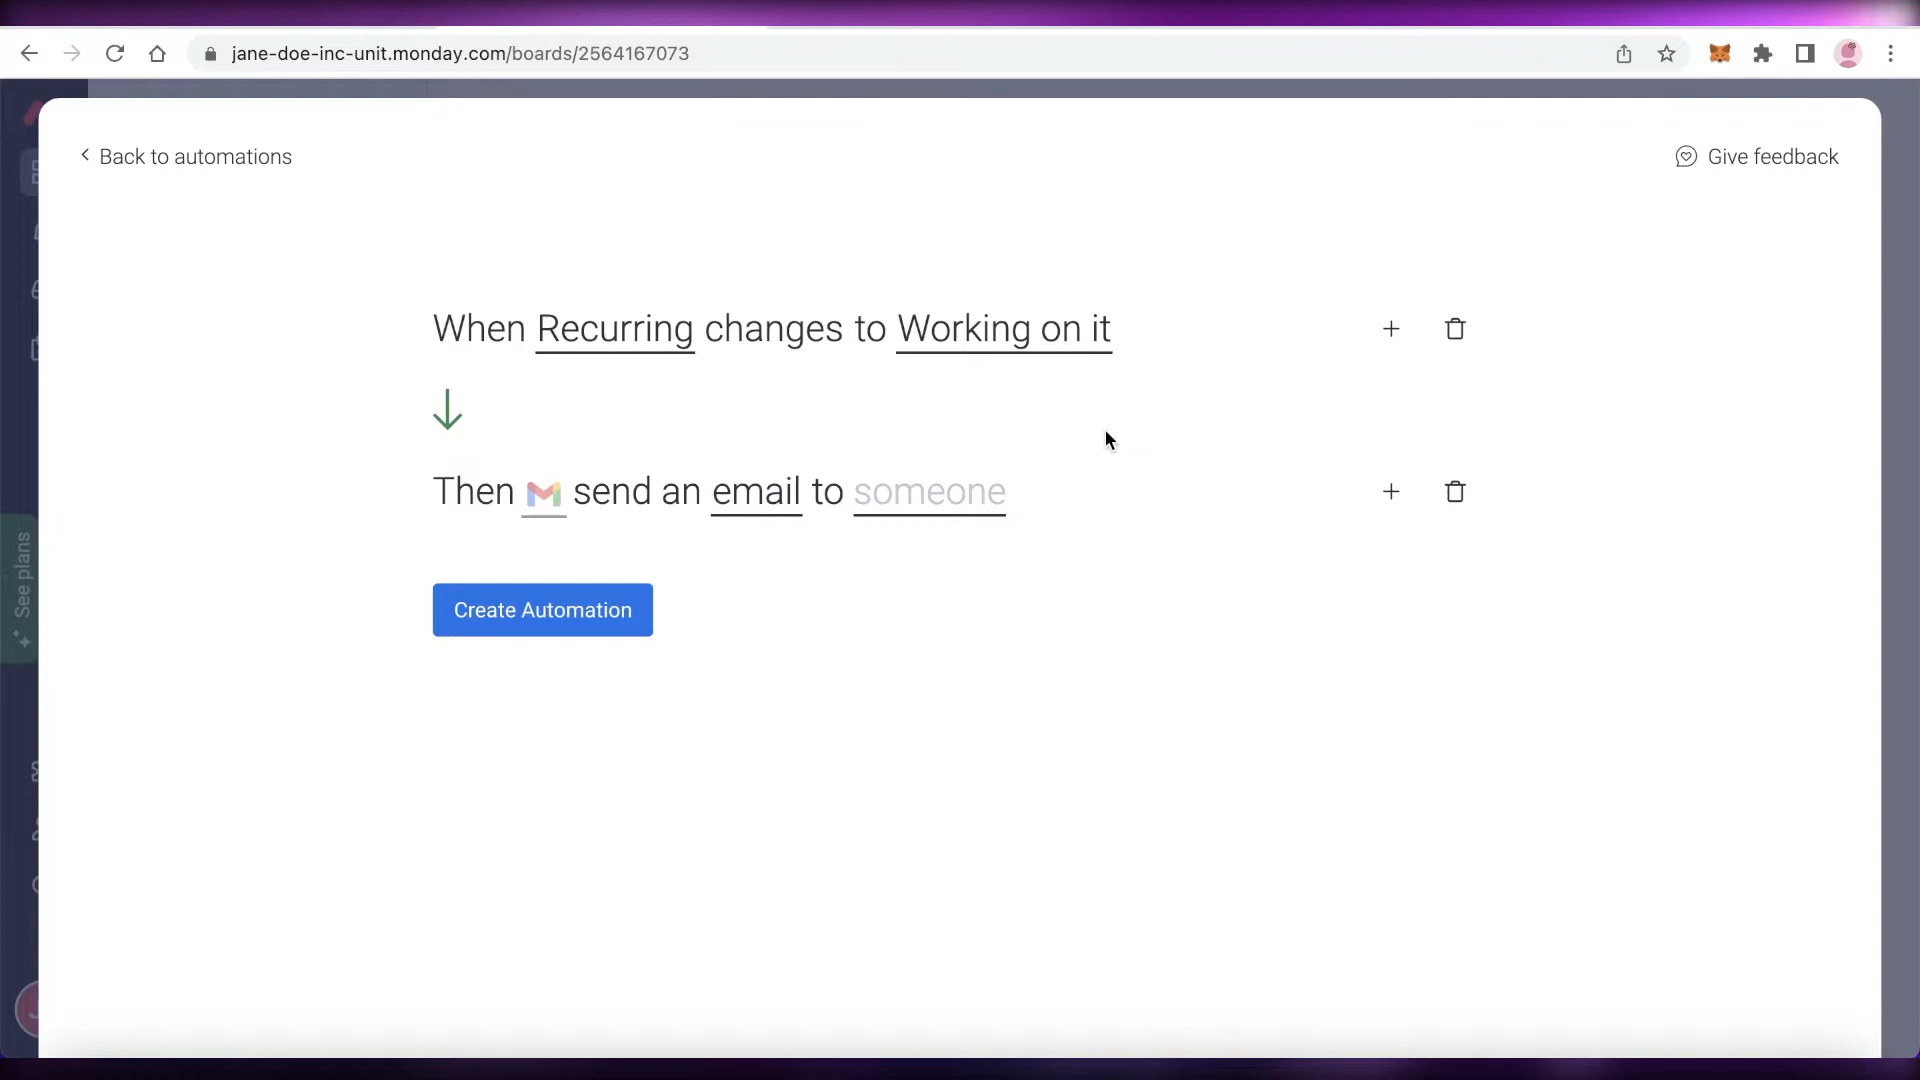 jane-doe-inc-unit.monday.com/boards/2564167073
Back to automations
Give feedback
When Recurring changes to Working on it
Then send an email to someone
Create Automation
See plans